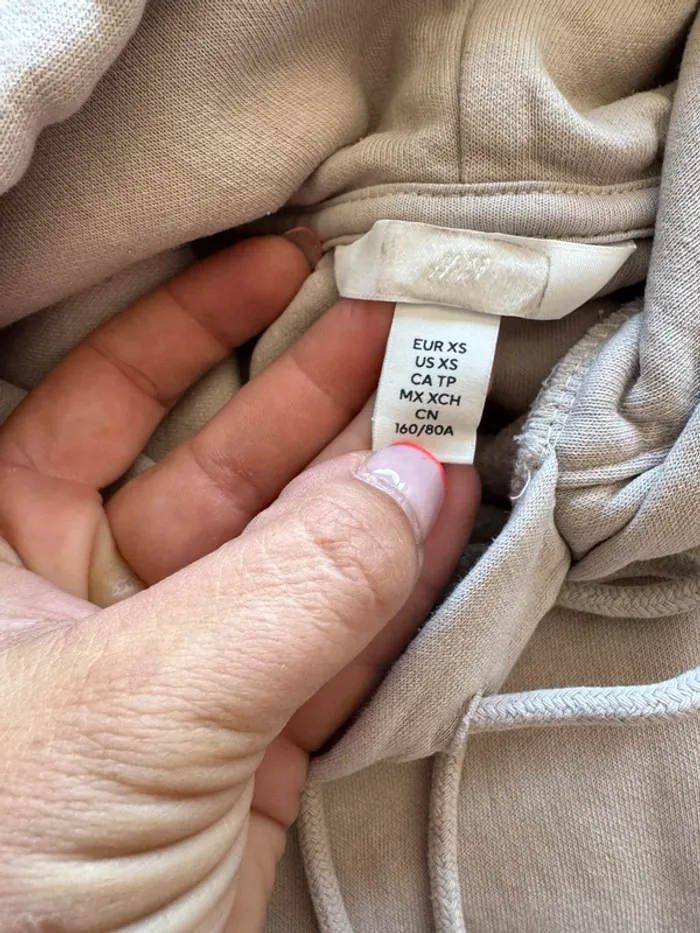 H&M
EUR XS
US XS
CA TP
MX XCH
CN
160/80A